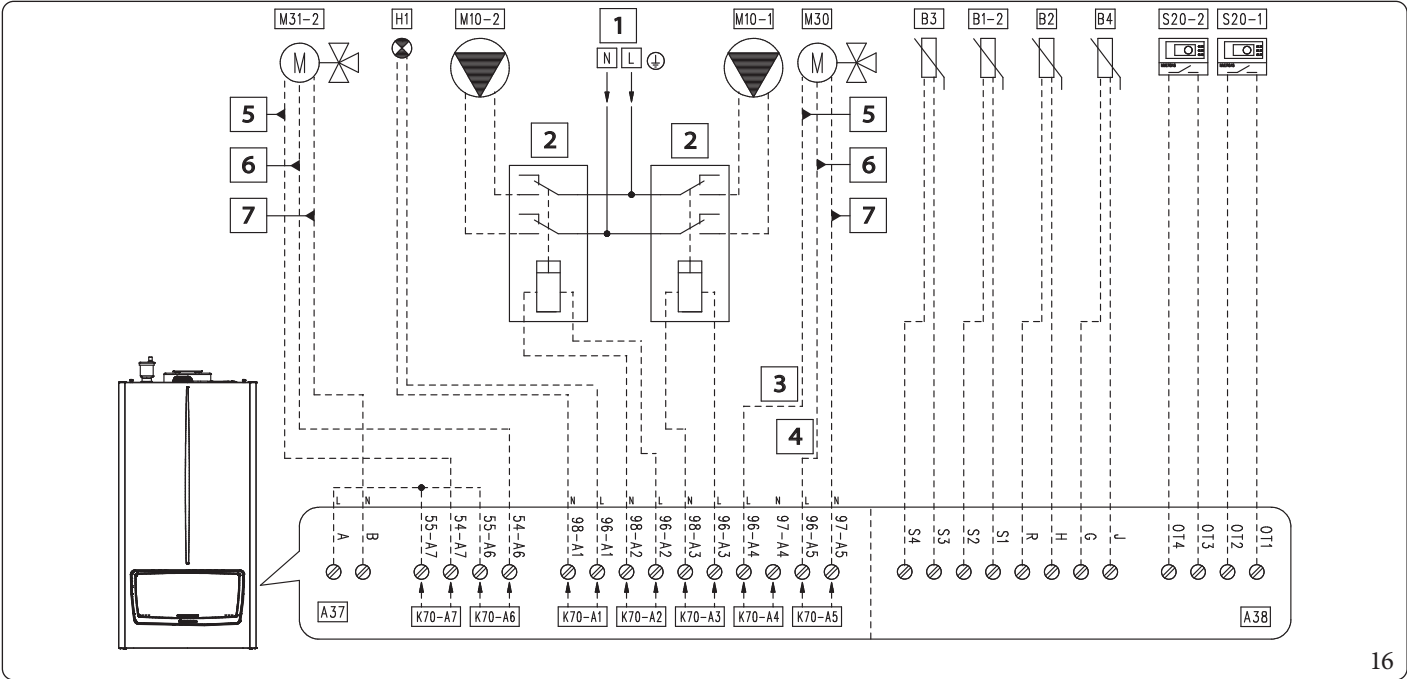 M31-2 H1 M10-2 1 M10-1 M30 B3 B1-2 B2 B4 S20-2 S20-1
N L
M M
5 5
2 2
6 6
7 7
3
4
L N N L N L N L L N L N
A B 55-A7 54-A7 55-A6 54-A6 98-A1 96-A1 98-A2 96-A2 98-A3 96-A3 96-A4 97-A4 96-A5 97-A5 S4 S3 S2 S1 R H G J OT4 OT3 OT2 OT1
A37 K70-A7 K70-A6 K70-A1 K70-A2 K70-A3 K70-A4 K70-A5 A38
16